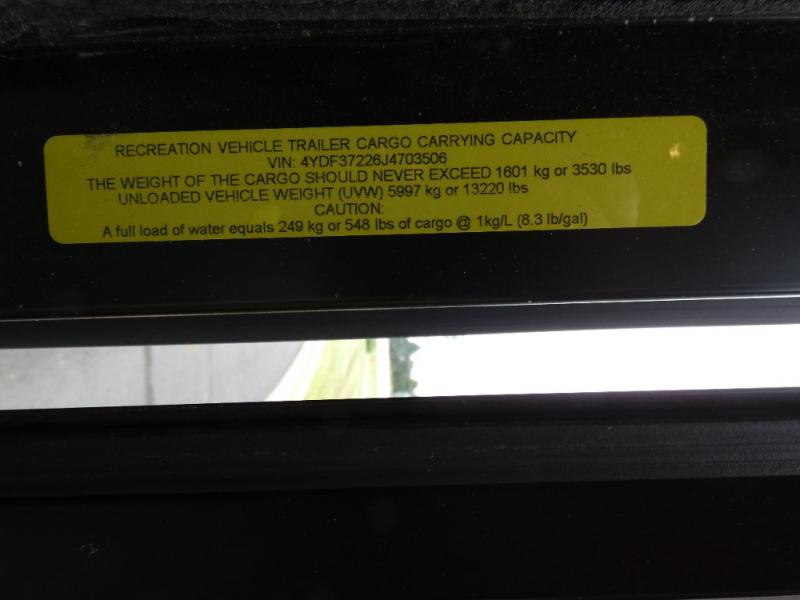 RECREATION VEHICLE TRAILER CARGO CARRYING CAPACITY
VIN: 4YDF37226J4703506
THE WEIGHT OF THE CARGO SHOULD NEVER EXCEED 1601 kg or 3530 lbs
UNLOADED VEHICLE WEIGHT (UVW) 5997 kg or 13220 lbs
CAUTION:
A full load of water equals 249 kg or 548 lbs of cargo @ 1kg/L (8.3 lb/gal)